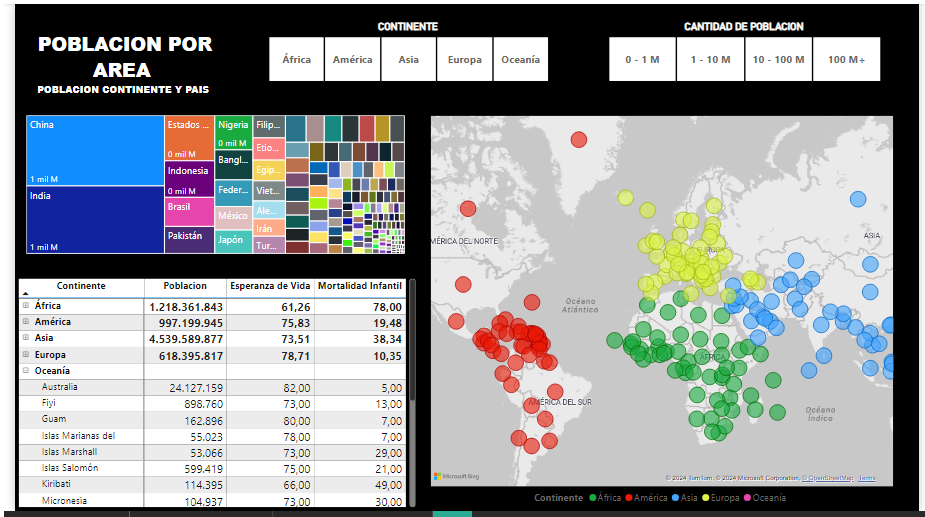 POBLACION POR
AREA
POBLACION CONTINENTE Y PAIS
CONTINENTE
África América Asia Europa Oceanía
CANTIDAD DE POBLACION
0 - 1 M 1 - 10 M 10 - 100 M 100 M+
China
1 mil M
India
1 mil M
Estados ...
0 mil M
Indonesia
0 mil M
Brasil
Pakistán
Nigeria
0 mil M
Bangl...
Feder...
México
Japón
Filip...
Etio...
Egip...
Viet...
Ale...
Irán
Tur...
Continente Poblacion Esperanza de Vida Mortalidad Infantil
África 1.218.361.843 61,26 78,00
América 997.199.945 75,83 19,48
Asia 4.539.589.877 73,51 38,34
Europa 618.395.817 78,71 10,35
Oceanía
Australia 24.127.159 82,00 5,00
Fiyi 898.760 73,00 13,00
Guam 162.896 80,00 7,00
Islas Marianas del 55.023 78,00 7,00
Islas Marshall 53.066 73,00 29,00
Islas Salomón 599.419 75,00 21,00
Kiribati 114.395 66,00 49,00
Micronesia 104.937 73,00 30,00
AMÉRICA DEL NORTE
EUROPA
ASIA
Océano
Atlántico
ÁFRICA
AMÉRICA DEL SUR
Océano
Índico
Microsoft Bing
© 2024 TomTom, © 2024 Microsoft Corporation, © OpenStreetMap Terms
Continente África América Asia Europa Oceanía